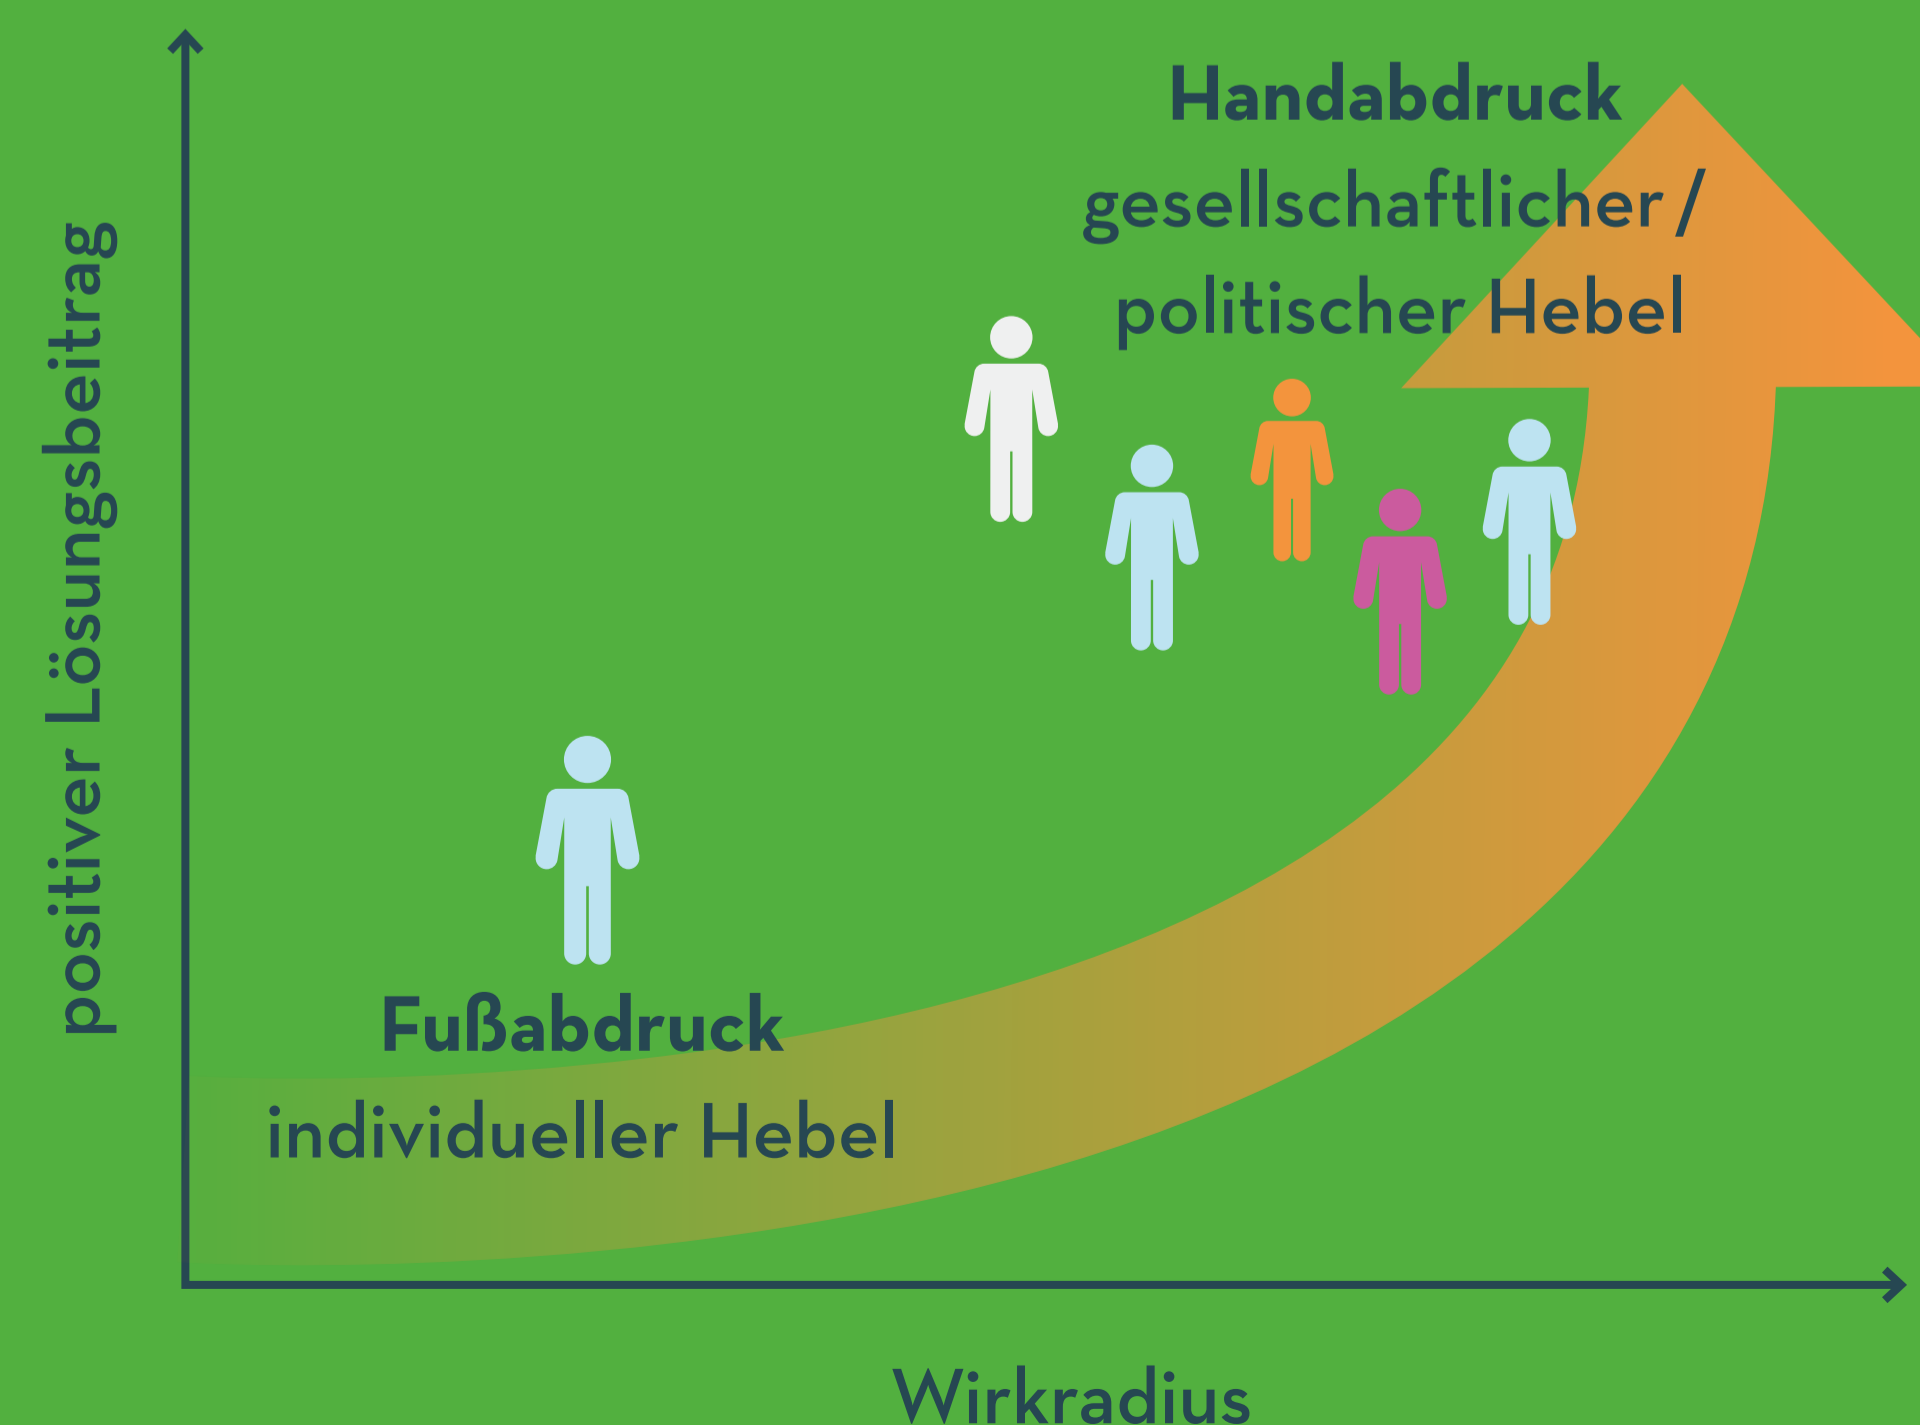 Handabdruck
gesellschaftlicher /
politischer Hebel
positiver Lösungsbeitrag
Fußabdruck
individueller Hebel
Wirkradius